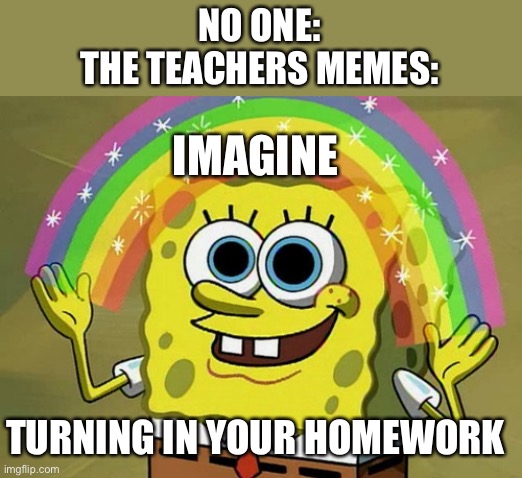 NO ONE:
THE TEACHERS MEMES:
IMAGINE
TURNING IN YOUR HOMEWORK
imgflip.com